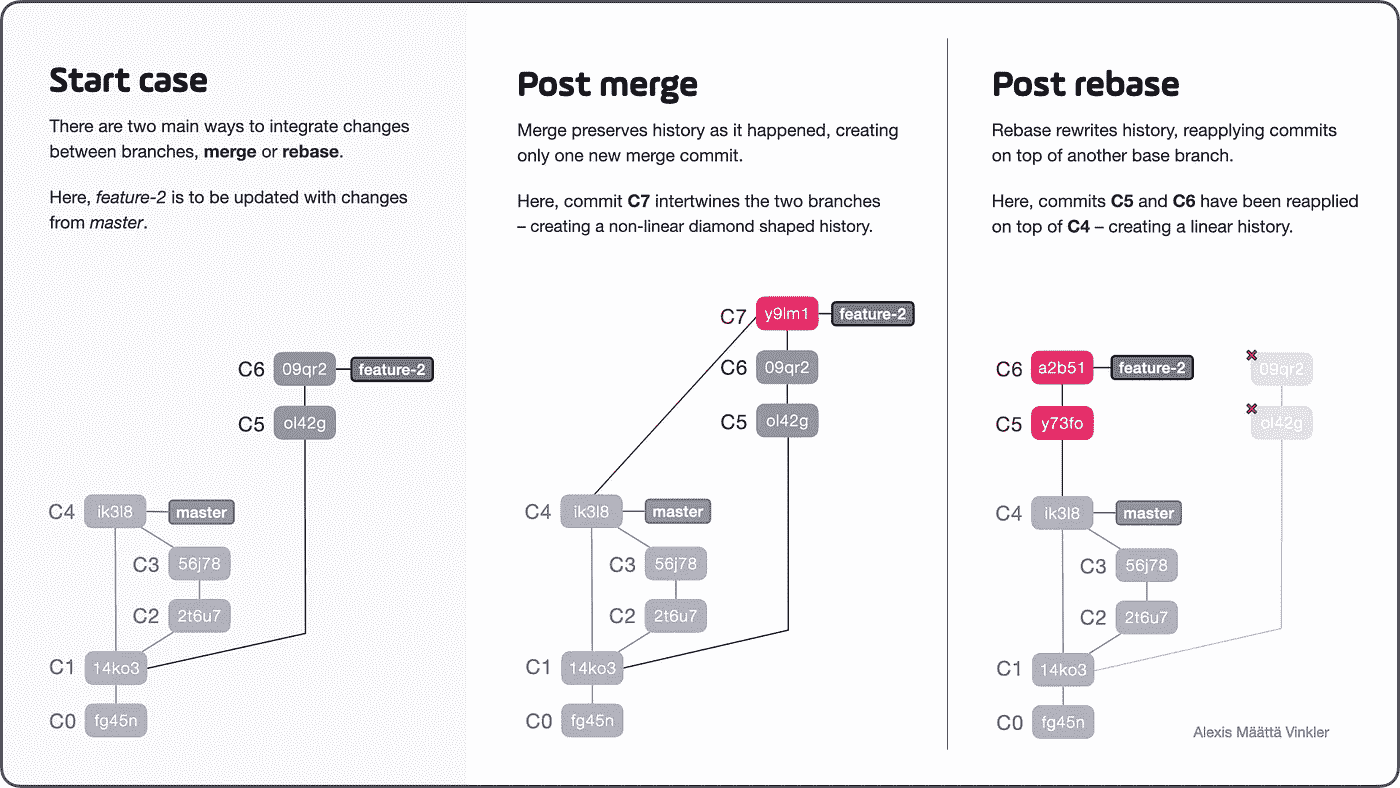 Start case
There are two main ways to integrate changes
between branches, merge or rebase.
Here, feature-2 is to be updated with changes
from master.
C6 09qr2 feature-2
C5 ol42g
C4 ik3l8 master
C3 56j78
C2 2t6u7
C1 14ko3
C0 fg45n
Post merge
Merge preserves history as it happened, creating
only one new merge commit.
Here, commit C7 intertwines the two branches
– creating a non-linear diamond shaped history.
C7 y9lm1 feature-2
C6 09qr2
C5 ol42g
C4 ik3l8 master
C3 56j78
C2 2t6u7
C1 14ko3
C0 fg45n
Post rebase
Rebase rewrites history, reapplying commits
on top of another base branch.
Here, commits C5 and C6 have been reapplied
on top of C4 – creating a linear history.
C6 a2b51 feature-2 09qr2
C5 y73fo ol42g
C4 ik3l8 master
C3 56j78
C2 2t6u7
C1 14ko3
C0 fg45n
Alexis Määttä Vinkler